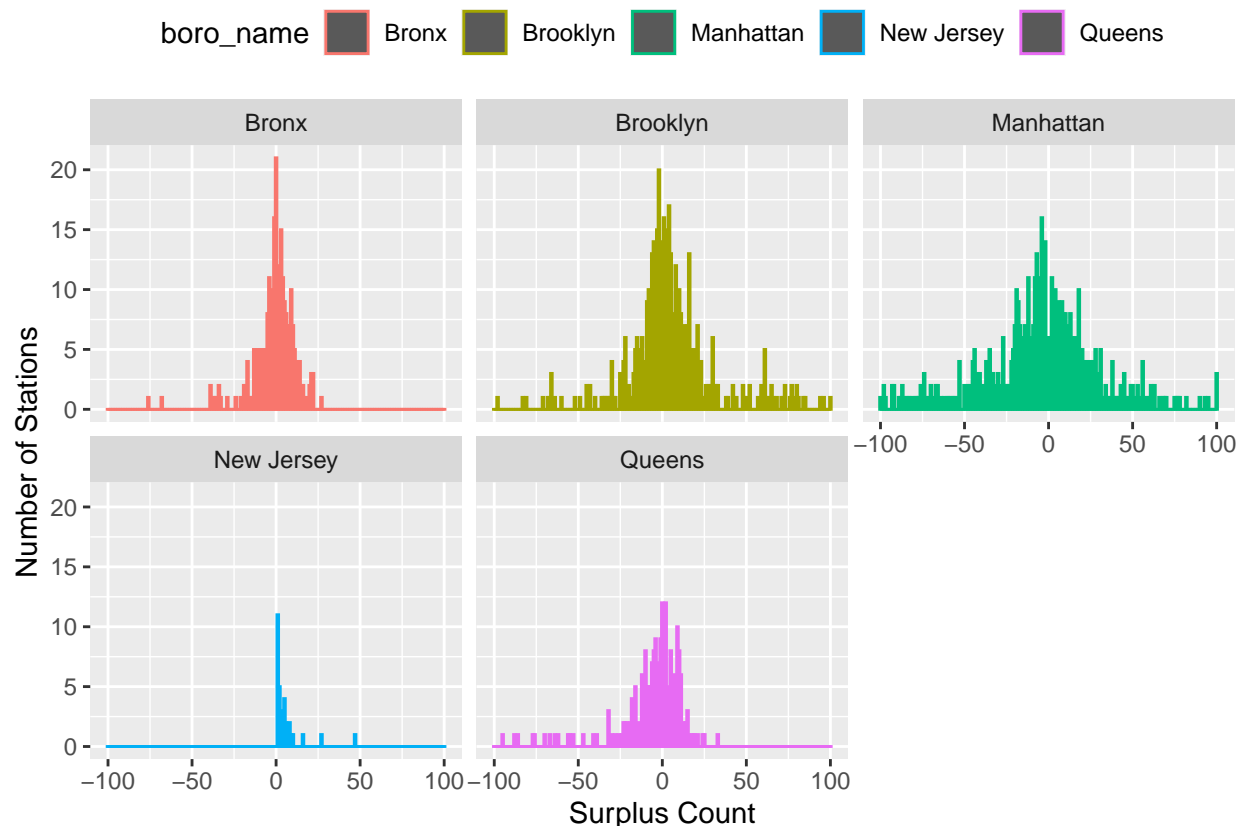 boro_name Bronx Brooklyn Manhattan New Jersey Queens
Bronx Brooklyn Manhattan
20
15
10
5
0
−100 −50 0 50 100
New Jersey Queens
20
15
10
5
0
−100 −50 0 50 100 −100 −50 0 50 100
Number of Stations
Surplus Count